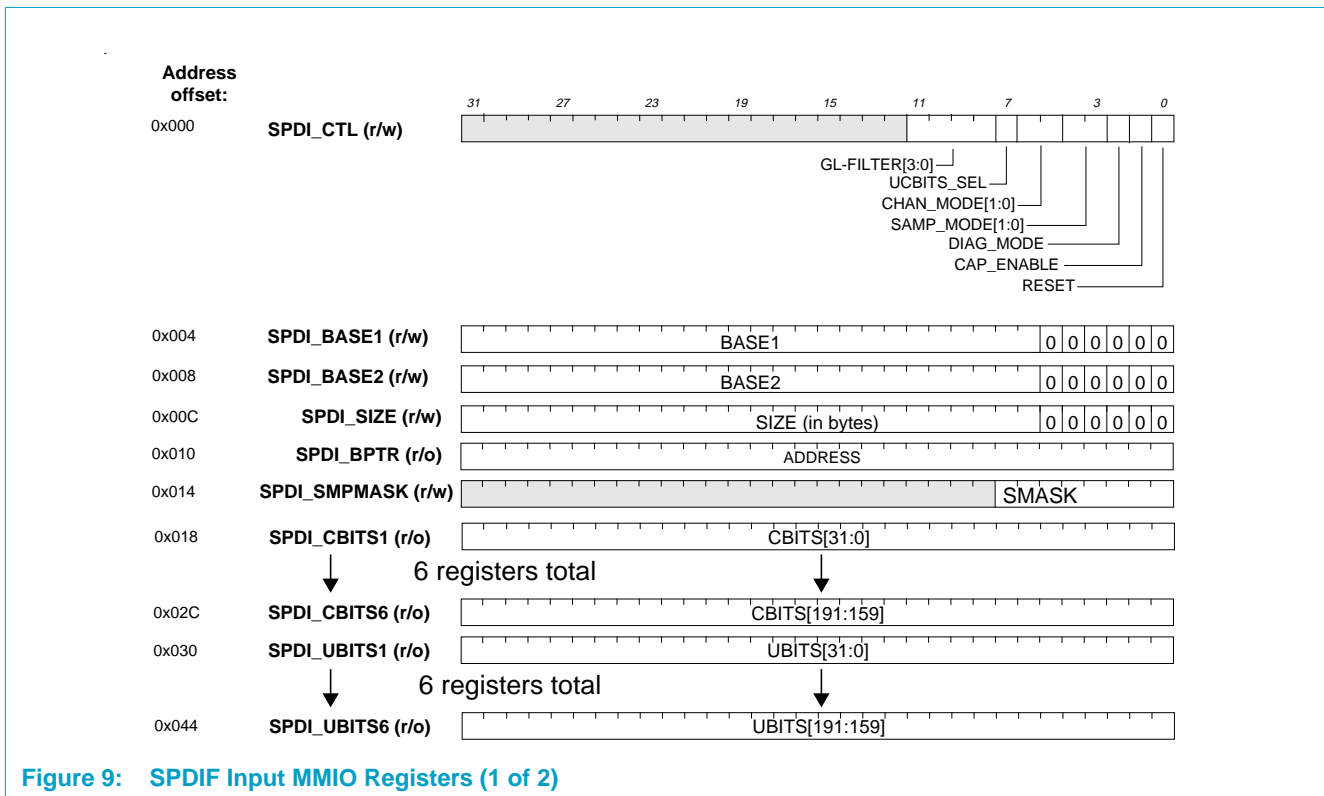 Address
offset:
31 27 23 19 15 11 7 3 0
0x000 SPDI_CTL (r/w)
GL-FILTER[3:0]
UCBITS_SEL
CHAN_MODE[1:0]
SAMP_MODE[1:0]
DIAG_MODE
CAP_ENABLE
RESET
0x004 SPDI_BASE1 (r/w) BASE1 0 0 0 0 0 0
0x008 SPDI_BASE2 (r/w) BASE2 0 0 0 0 0 0
0x00C SPDI_SIZE (r/w) SIZE (in bytes) 0 0 0 0 0 0
0x010 SPDI_BPTR (r/o) ADDRESS
0x014 SPDI_SMPMASK (r/w) SMASK
0x018 SPDI_CBITS1 (r/o) CBITS[31:0]
6 registers total
0x02C SPDI_CBITS6 (r/o) CBITS[191:159]
0x030 SPDI_UBITS1 (r/o) UBITS[31:0]
6 registers total
0x044 SPDI_UBITS6 (r/o) UBITS[191:159]
Figure 9: SPDIF Input MMIO Registers (1 of 2)